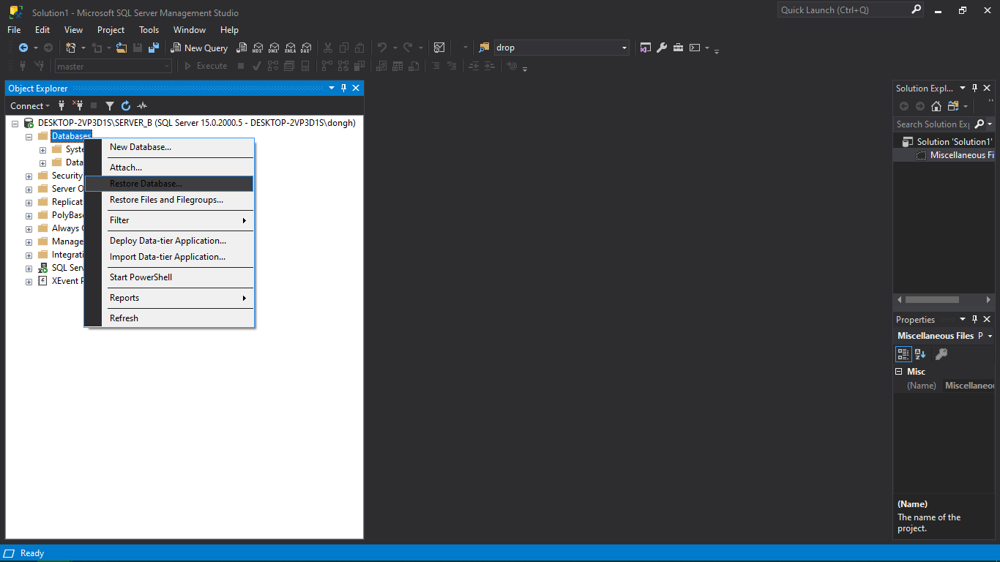 Solution1 - Microsoft SQL Server Management Studio
Quick Launch (Ctrl+Q)
File Edit View Project Tools Window Help
New Query
MDX DMX XMLA DAX
drop
master
Execute
Object Explorer
Connect
DESKTOP-2VP3D1S\SERVER_B (SQL Server 15.0.2000.5 - DESKTOP-2VP3D1S\dongh)
Databases
Syste
Data
Security
Server O
Replicat
PolyBase
Always
Manage
Integrati
SQL Serv
XEvent P
New Database...
Attach...
Restore Database...
Restore Files and Filegroups...
Filter
Deploy Data-tier Application...
Import Data-tier Application...
Start PowerShell
Reports
Refresh
Solution Expl...
Search Solution Ex
Solution 'Solution1'
Miscellaneous Fi
Properties
Miscellaneous Files P
Misc
(Name) Miscellaneou
(Name)
The name of the
project.
Ready